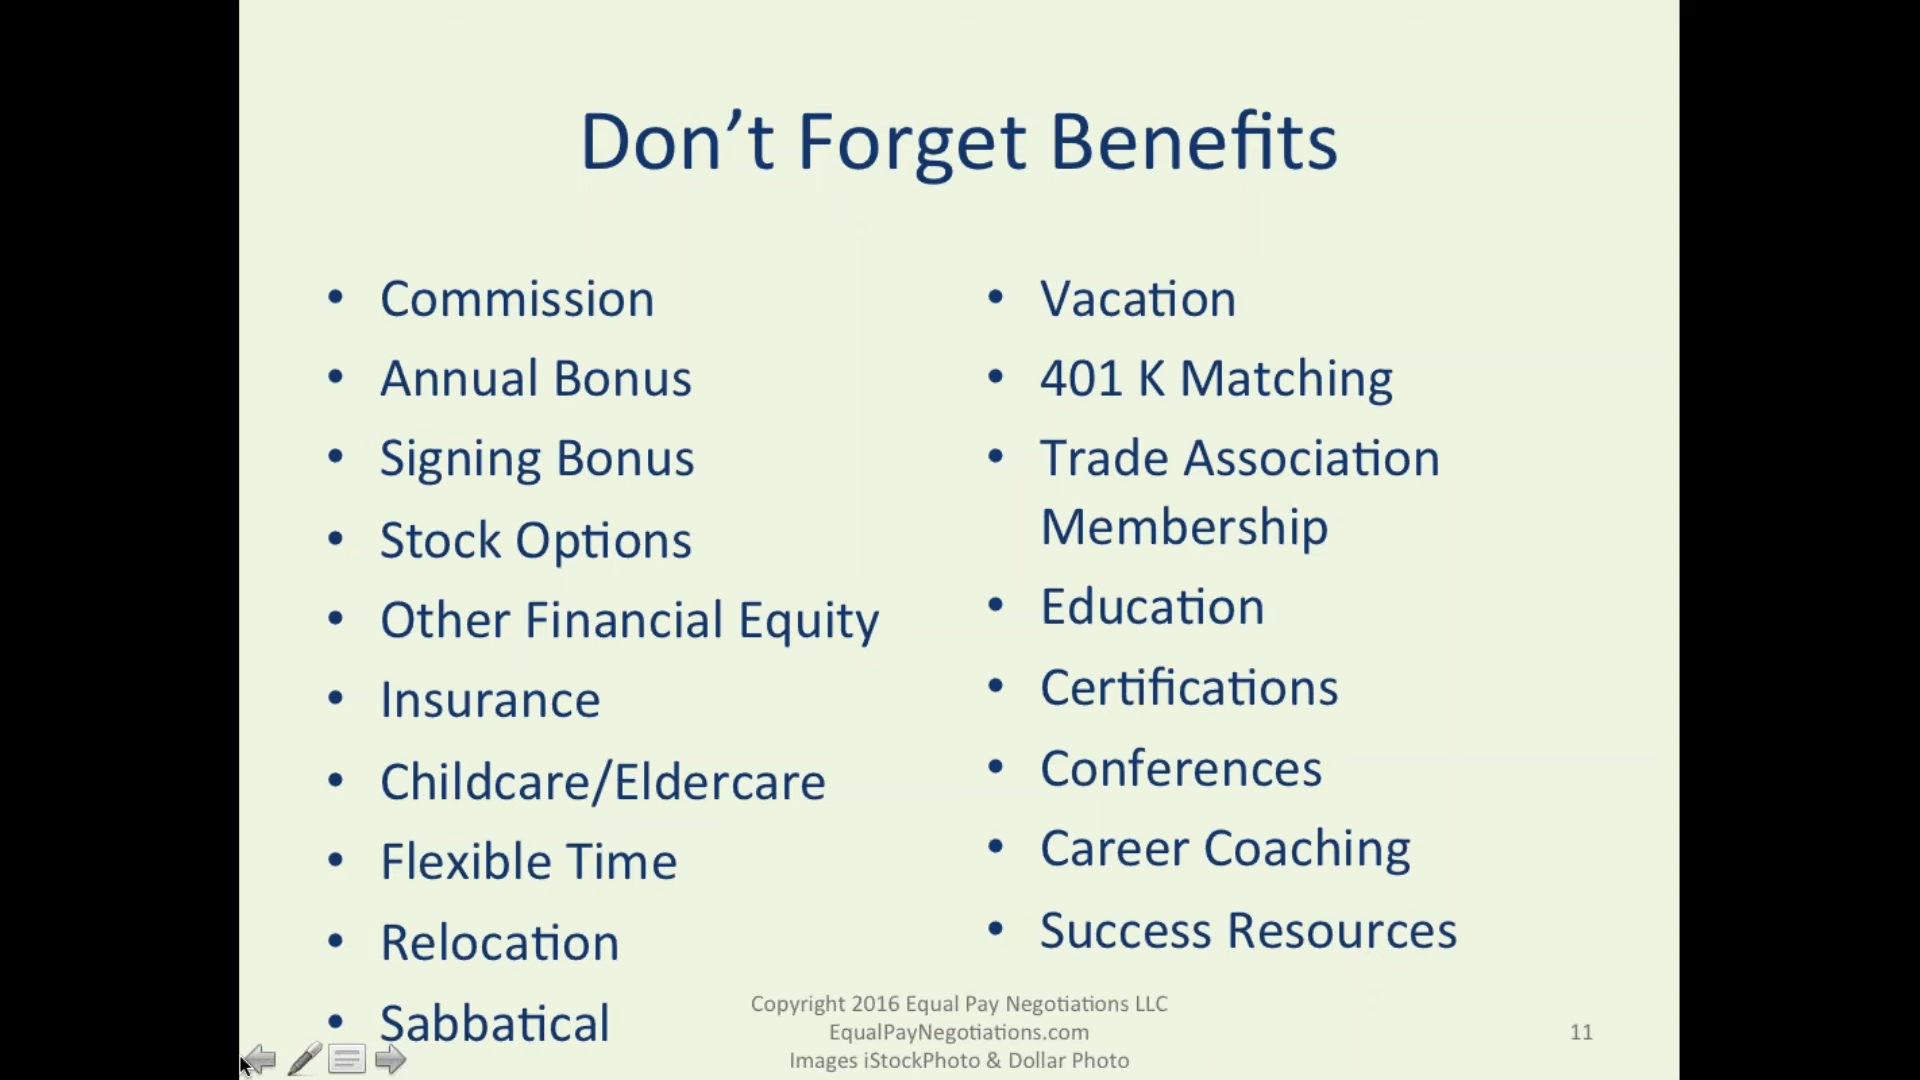 Don’t Forget Benefits
• Commission
• Annual Bonus
• Signing Bonus
• Stock Options
• Other Financial Equity
• Insurance
• Childcare/Eldercare
• Flexible Time
• Relocation
• Sabbatical
• Vacation
• 401 K Matching
• Trade Association
Membership
• Education
• Certifications
• Conferences
• Career Coaching
• Success Resources
Copyright 2016 Equal Pay Negotiations LLC
EqualPayNegotiations.com
Images iStockPhoto & Dollar Photo
11